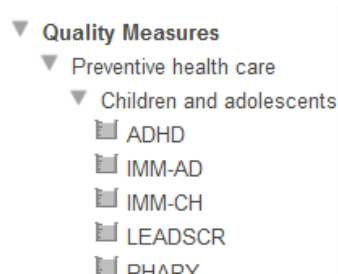 Quality Measures
Preventive health care
Children and adolescents
ADHD
IMM-AD
IMM-CH
LEADSCR